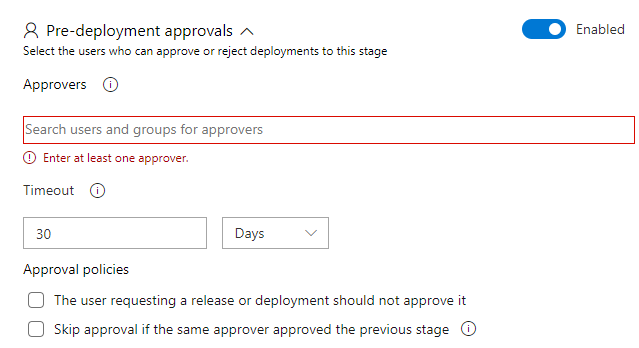 Pre-deployment approvals
Enabled
Select the users who can approve or reject deployments to this stage
Approvers
Search users and groups for approvers
Enter at least one approver.
Timeout
30
Days
Approval policies
The user requesting a release or deployment should not approve it
Skip approval if the same approver approved the previous stage